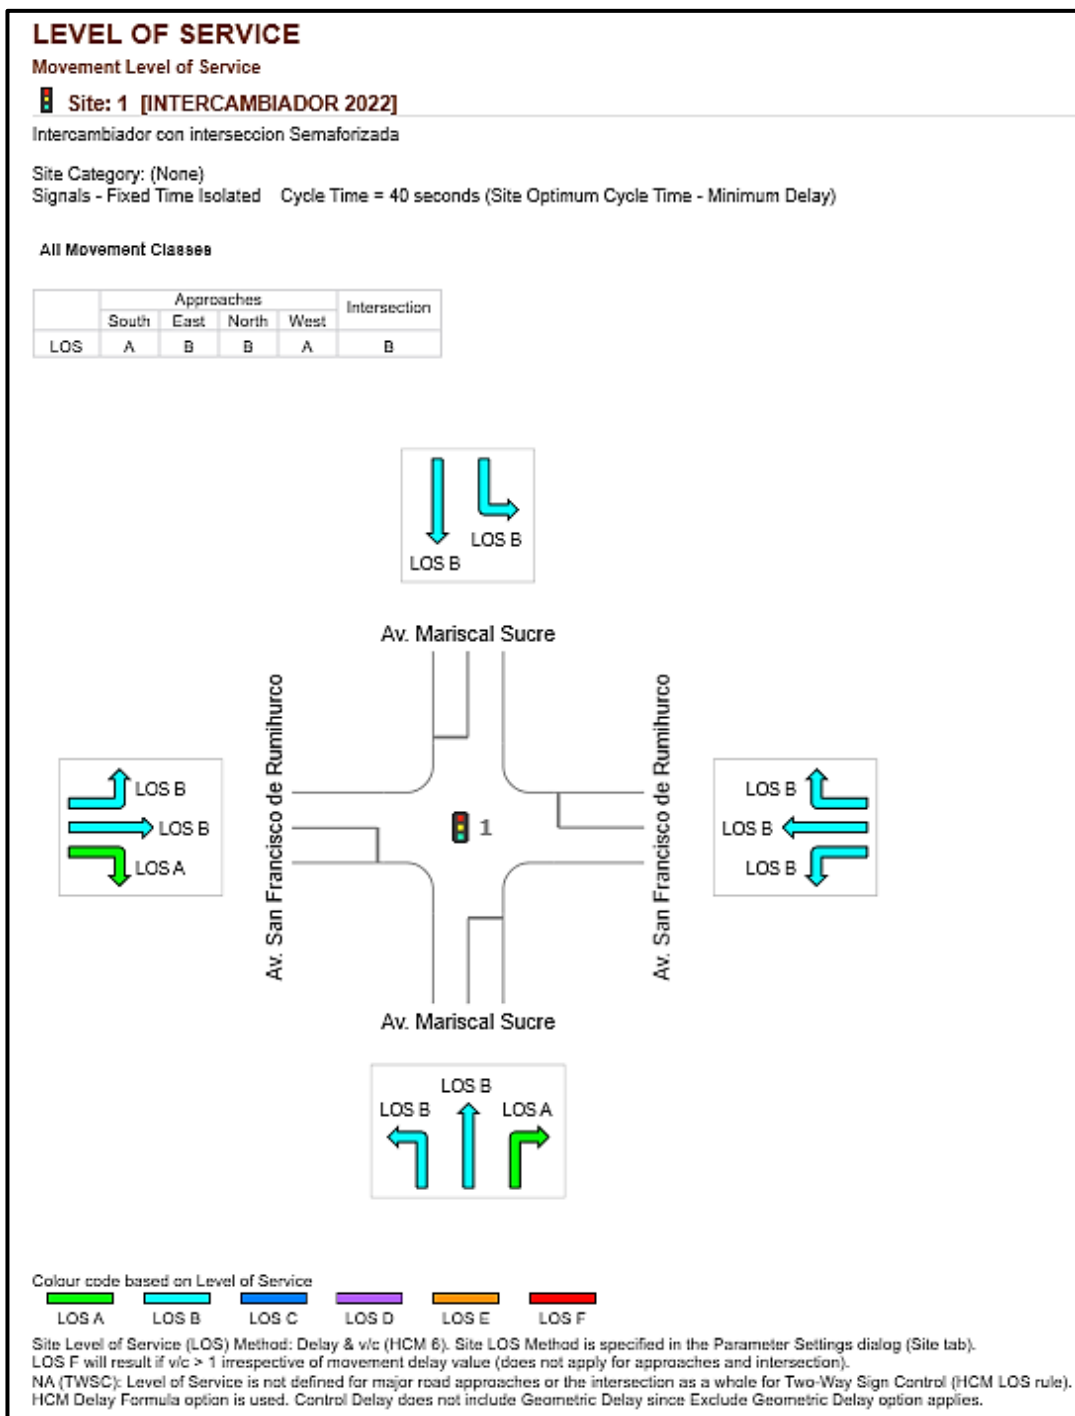 LEVEL OF SERVICE
Movement Level of Service
Site: 1 [INTERCAMBIADOR 2022]
Intercambiador con interseccion Semaforizada
Site Category: (None)
Signals - Fixed Time Isolated Cycle Time = 40 seconds (Site Optimum Cycle Time - Minimum Delay)
All Movement Classes
Approaches Intersection
South East North West
LOS A B B A B
LOS B
LOS B
Av. Mariscal Sucre
Av. San Francisco de Rumihurco
Av. San Francisco de Rumihurco
LOS B
LOS B
LOS A
1
LOS B
LOS B
LOS B
Av. Mariscal Sucre
LOS B
LOS B LOS A
Colour code based on Level of Service
LOS A LOS B LOS C LOS D LOS E LOS F
Site Level of Service (LOS) Method: Delay & v/c (HCM 6). Site LOS Method is specified in the Parameter Settings dialog (Site tab).
LOS F will result if v/c > 1 irrespective of movement delay value (does not apply for approaches and intersection).
NA (TWSC): Level of Service is not defined for major road approaches or the intersection as a whole for Two-Way Sign Control (HCM LOS rule).
HCM Delay Formula option is used. Control Delay does not include Geometric Delay since Exclude Geometric Delay option applies.